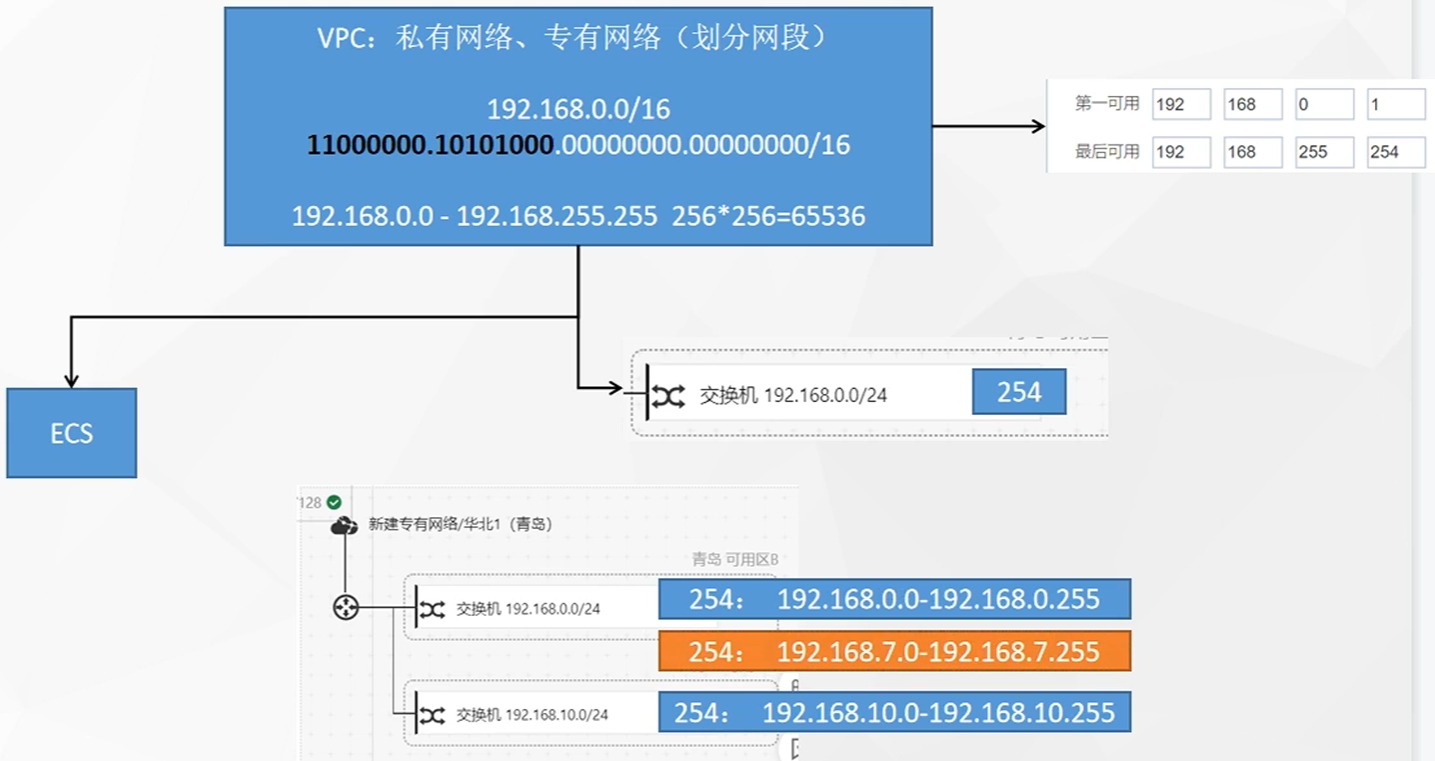 VPC：私有网络、专有网络（划分网段）
192.168.0.0/16
11000000.10101000.00000000.00000000/16
192.168.0.0 - 192.168.255.255 256*256=65536
第一可用 192 168 0 1
最后可用 192 168 255 254
交换机 192.168.0.0/24 254
ECS
128
新建专有网络/华北1（青岛）
青岛 可用区B
交换机 192.168.0.0/24 254： 192.168.0.0-192.168.0.255
254： 192.168.7.0-192.168.7.255
交换机 192.168.10.0/24 254： 192.168.10.0-192.168.10.255